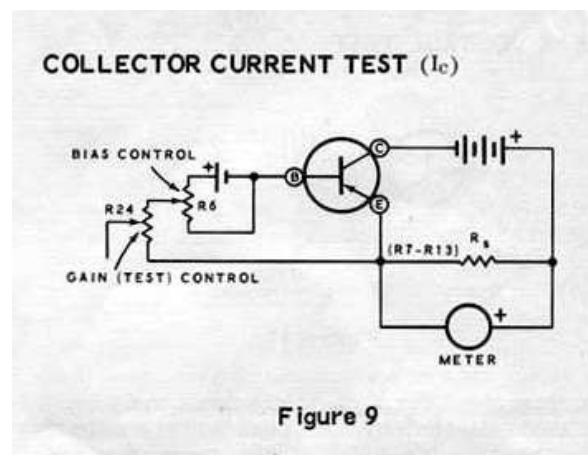 COLLECTOR CURRENT TEST (Ic)
BIAS CONTROL
+
B
C
+
E
R24
R6
(R7-R13)
Rs
GAIN (TEST) CONTROL
+
METER
Figure 9